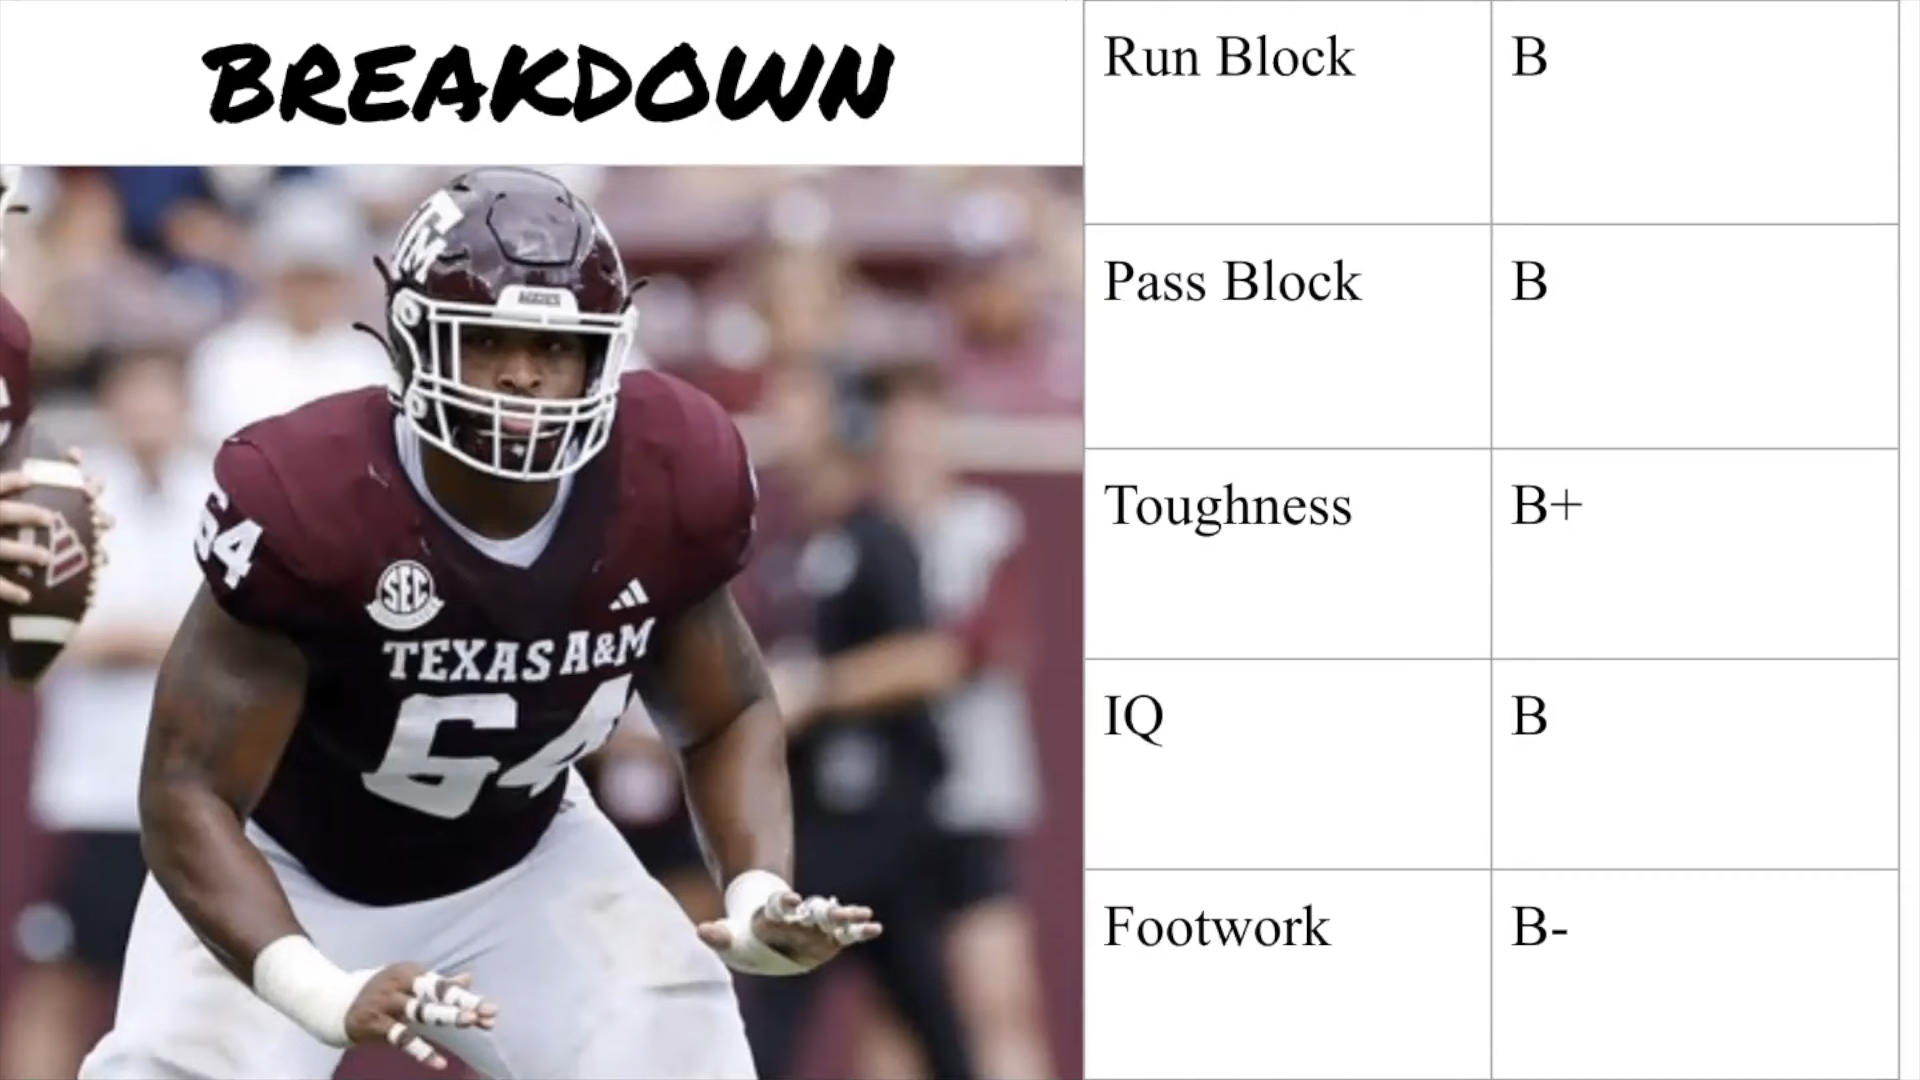 BREAKDOWN
Run Block B
Pass Block B
Toughness B+
IQ B
Footwork B-
AGGIES
64
SEC
TEXAS A&M
64